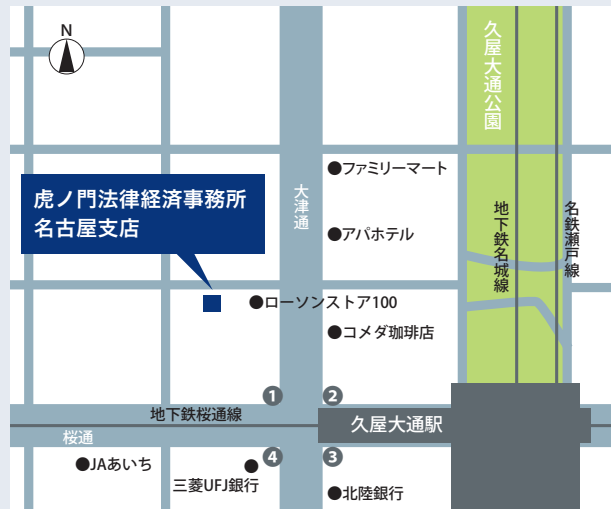 N
久屋大通公園
ファミリーマート
虎ノ門法律経済事務所
名古屋支店
大津通
アパホテル
地下鉄名城線
名鉄瀬戸線
ローソンストア100
コメダ珈琲店
1
2
地下鉄桜通線
久屋大通駅
桜通
4
3
JAあいち
三菱UFJ銀行
北陸銀行